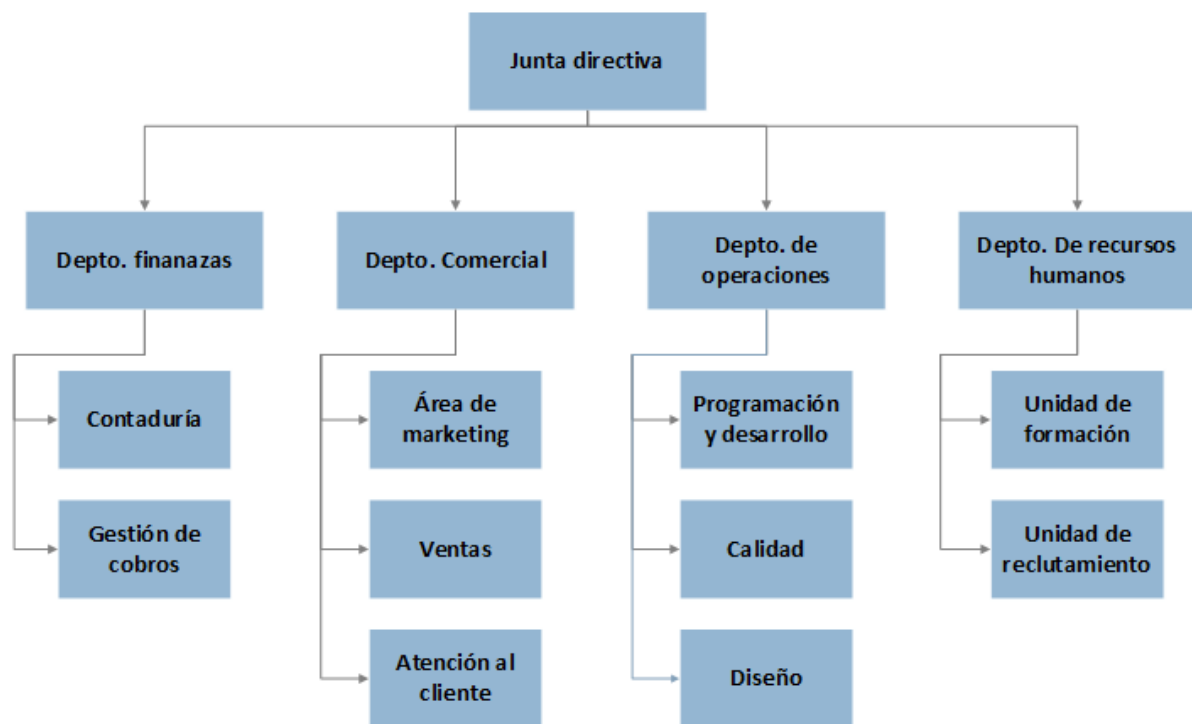 Junta directiva
Depto. finanazas
Depto. Comercial
Depto. de
operaciones
Depto. De recursos
humanos
Contaduría
Área de
marketing
Programación
y desarrollo
Unidad de
formación
Gestión de
cobros
Ventas
Calidad
Unidad de
reclutamiento
Atención al
cliente
Diseño